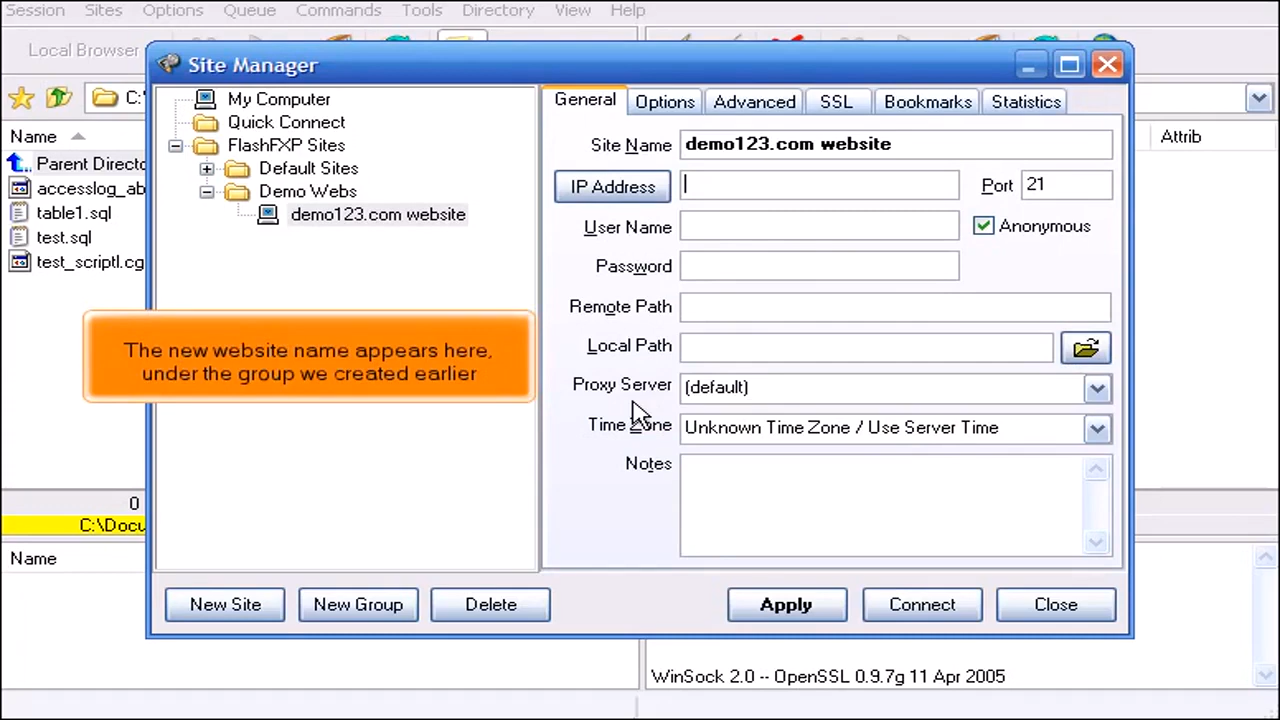 Session Sites Options Queue Commands Tools Directory View Help
Local Browser
Site Manager
C:\
Name
Attrib
Parent Directo
accesslog_ab
table1.sql
test.sql
test_script1.cg
My Computer
Quick Connect
FlashFXP Sites
Default Sites
Demo Webs
demo123.com website
General Options Advanced SSL Bookmarks Statistics
Site Name demo123.com website
IP Address Port 21
User Name Anonymous
Password
Remote Path
Local Path
Proxy Server (default)
Time Zone Unknown Time Zone / Use Server Time
Notes
The new website name appears here,
under the group we created earlier
0
C:\Docu
Name
New Site New Group Delete Apply Connect Close
WinSock 2.0 -- OpenSSL 0.9.7g 11 Apr 2005